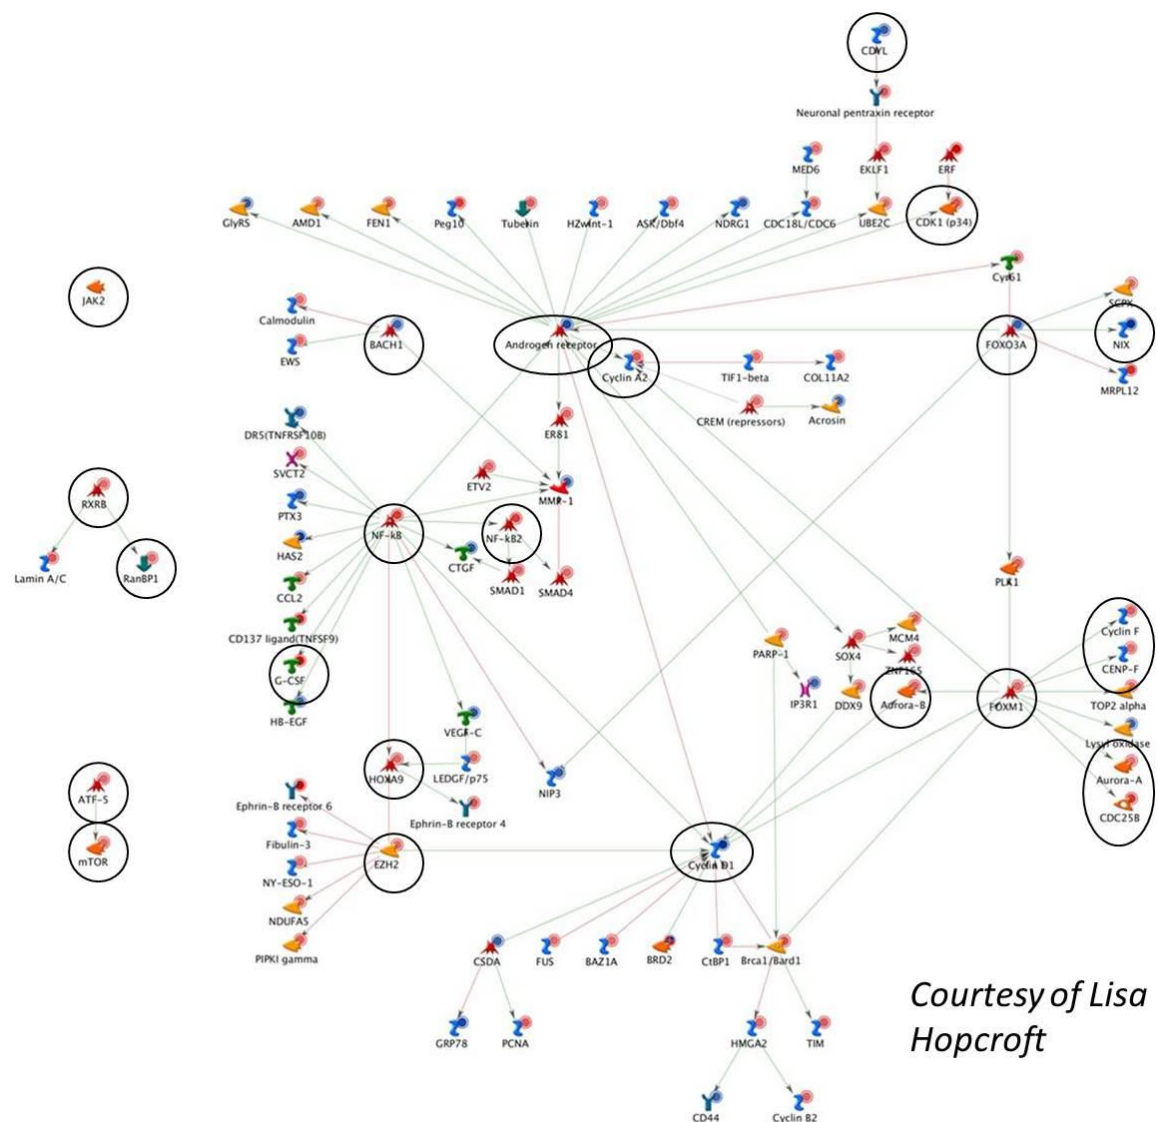 CDYL
Neuronal pentraxin receptor
MED6 EKLF1 ERF
GlyRS AMD1 FEN1 Peg10 Tuberin HZwint-1 ASK/Dbf4 NDRG1 CDC18L/CDC6 UBE2C CDK1 (p34)
Cyr61
JAK2
SCPX
Calmodulin
BACH1 Androgen receptor FOXO3A NIX
EWS
Cyclin A2 TIF1-beta COL11A2
MRPL12
CREM (repressors) Acrosin
DR5(TNFRSF10B) ER81
SVCT2
ETV2
MMP-1
RXRB
PTX3
NF-kB NF-kB2
HAS2
CTGF
Lamin A/C RanBP1
SMAD1 SMAD4
PLK1
CCL2
CD137 ligand(TNFSF9)
Cyclin F
PARP-1 SOX4 MCM4
ZNF165 CENP-F
G-CSF
IP3R1 DDX9 Aurora-B FOXM1 TOP2 alpha
HB-EGF
VEGF-C
Lysyl oxidase
HOXA9 LEDGF/p75
NIP3
Aurora-A
ATF-5
Ephrin-B receptor 6
Ephrin-B receptor 4
CDC25B
Fibulin-3
mTOR
EZH2 Cyclin D1
NY-ESO-1
NDUFA5
PIPKI gamma CSDA FUS BAZ1A BRD2 CtBP1 Brca1/Bard1
Courtesy of Lisa
Hopcroft
GRP78 PCNA HMGA2 TIM
CD44 Cyclin B2